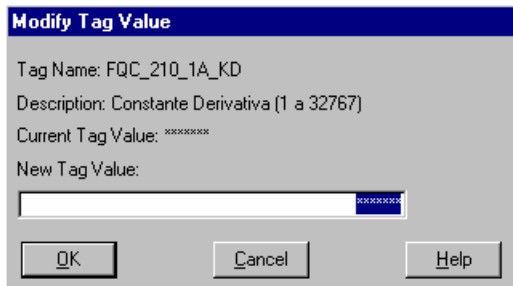 Modify Tag Value
Tag Name: FQC_210_1A_KD
Description: Constante Derivativa (1 a 32767)
Current Tag Value: *******
New Tag Value:
*******
OK Cancel Help